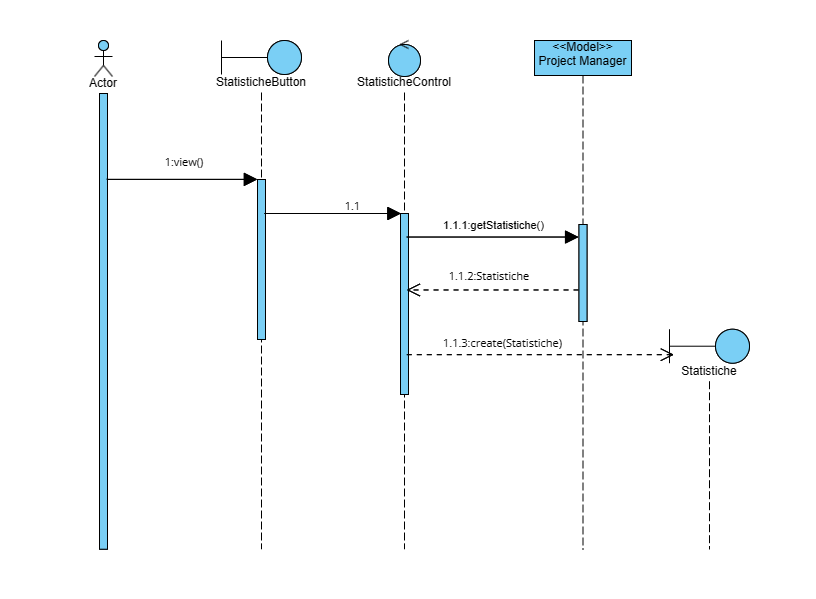 <<Model>>
Project Manager
Actor
StatisticheButton
StatisticheControl
1:view()
1.1
1.1.1:getStatistiche()
1.1.2:Statistiche
1.1.3:create(Statistiche)
Statistiche